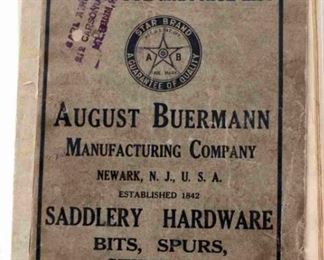 STAR BRAND
A B
A GUARANTEE OF QUALITY
AUGUST BUERMANN
MANUFACTURING COMPANY
NEWARK, N. J., U. S. A.
ESTABLISHED 1842
SADDLERY HARDWARE
BITS, SPURS,